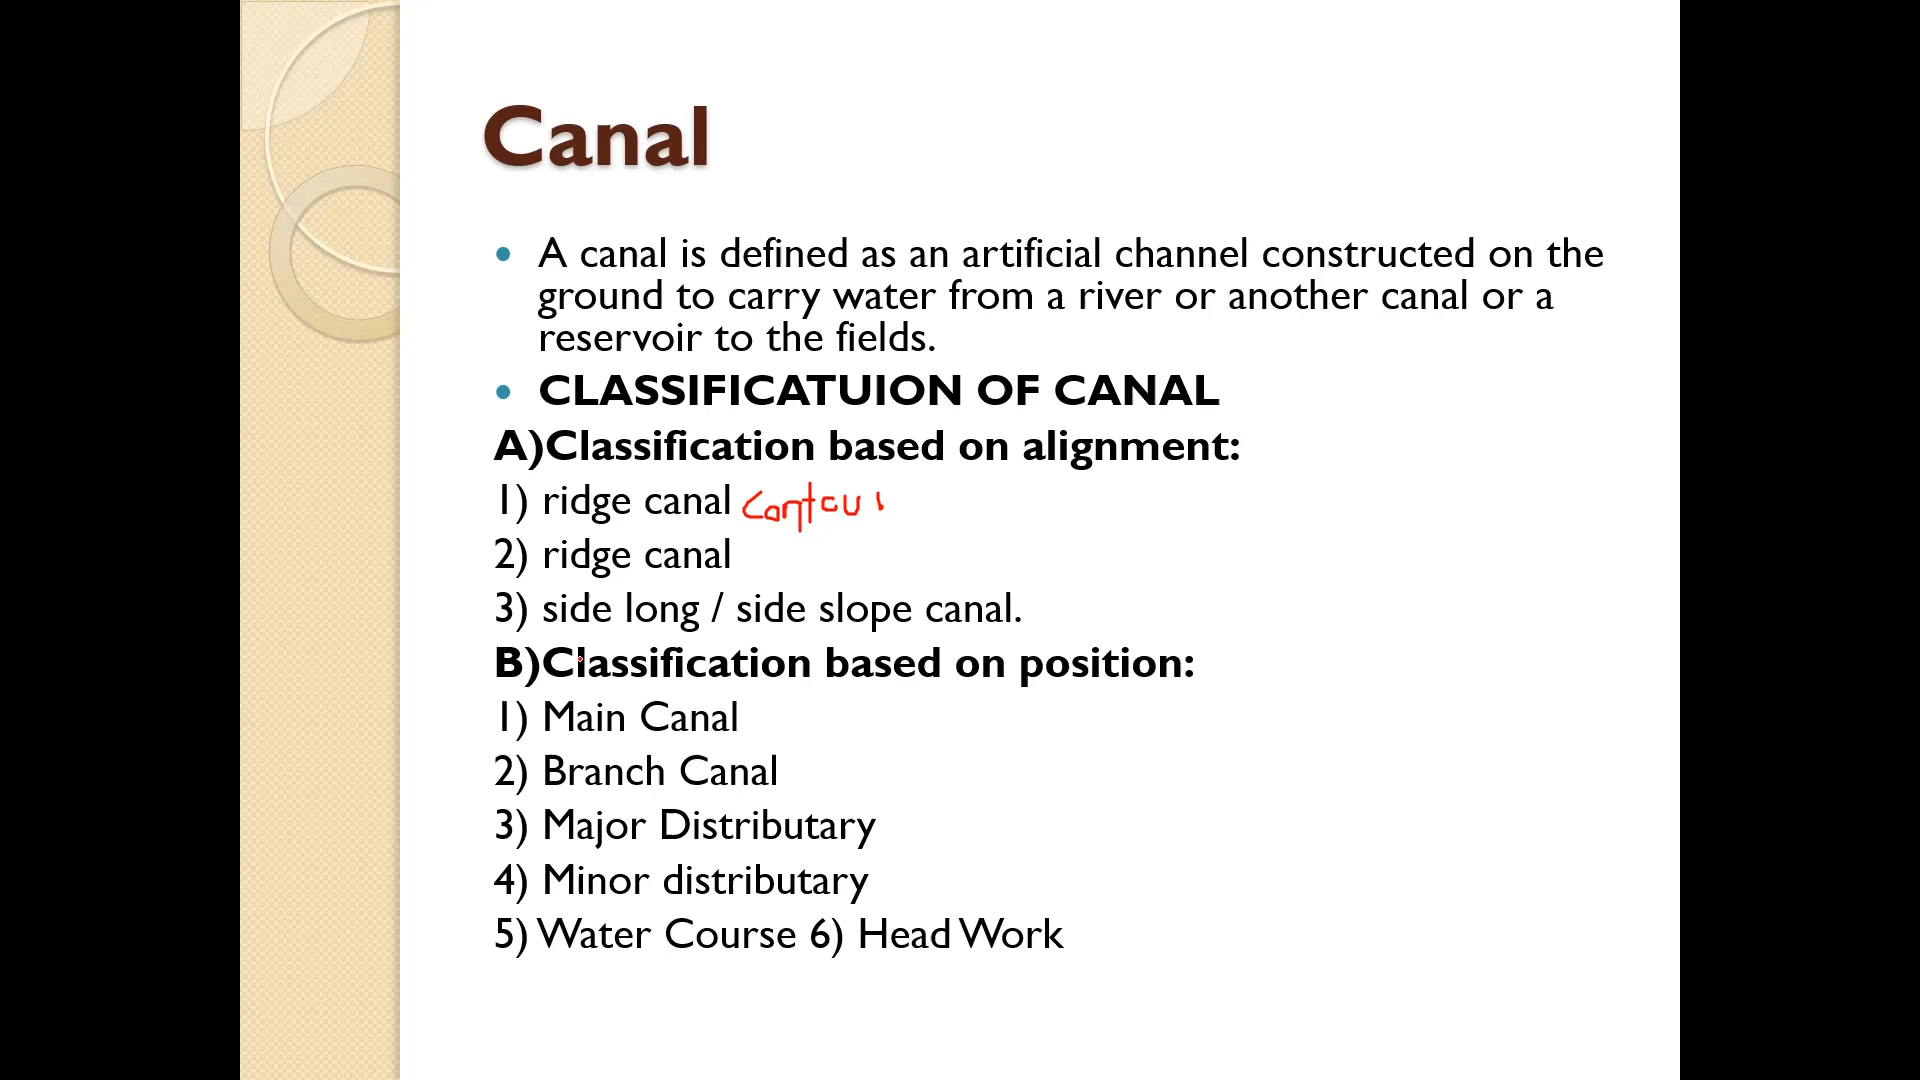 Canal
• A canal is defined as an artificial channel constructed on the
ground to carry water from a river or another canal or a
reservoir to the fields.
• CLASSIFICATUION OF CANAL
A)Classification based on alignment:
1) ridge canal contour
2) ridge canal
3) side long / side slope canal.
B)Classification based on position:
1) Main Canal
2) Branch Canal
3) Major Distributary
4) Minor distributary
5) Water Course 6) Head Work